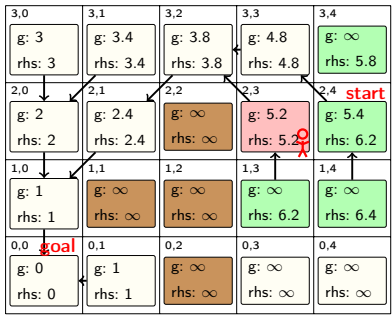 3,0 3,1 3,2 3,3 3,4
g: 3 g: 3.4 g: 3.8 g: 4.8 g: ∞
rhs: 3 rhs: 3.4 rhs: 3.8 rhs: 4.8 rhs: 5.8
2,0 2,1 2,2 2,3 2,4 start
g: 2 g: 2.4 g: ∞ g: 5.2 g: 5.4
rhs: 2 rhs: 2.4 rhs: ∞ rhs: 5.2 rhs: 6.2
1,0 1,1 1,2 1,3 1,4
g: 1 g: ∞ g: ∞ g: ∞ g: ∞
rhs: 1 rhs: ∞ rhs: ∞ rhs: 6.2 rhs: 6.4
0,0 goal 0,1 0,2 0,3 0,4
g: 0 g: 1 g: ∞ g: ∞ g: ∞
rhs: 0 rhs: 1 rhs: ∞ rhs: ∞ rhs: ∞